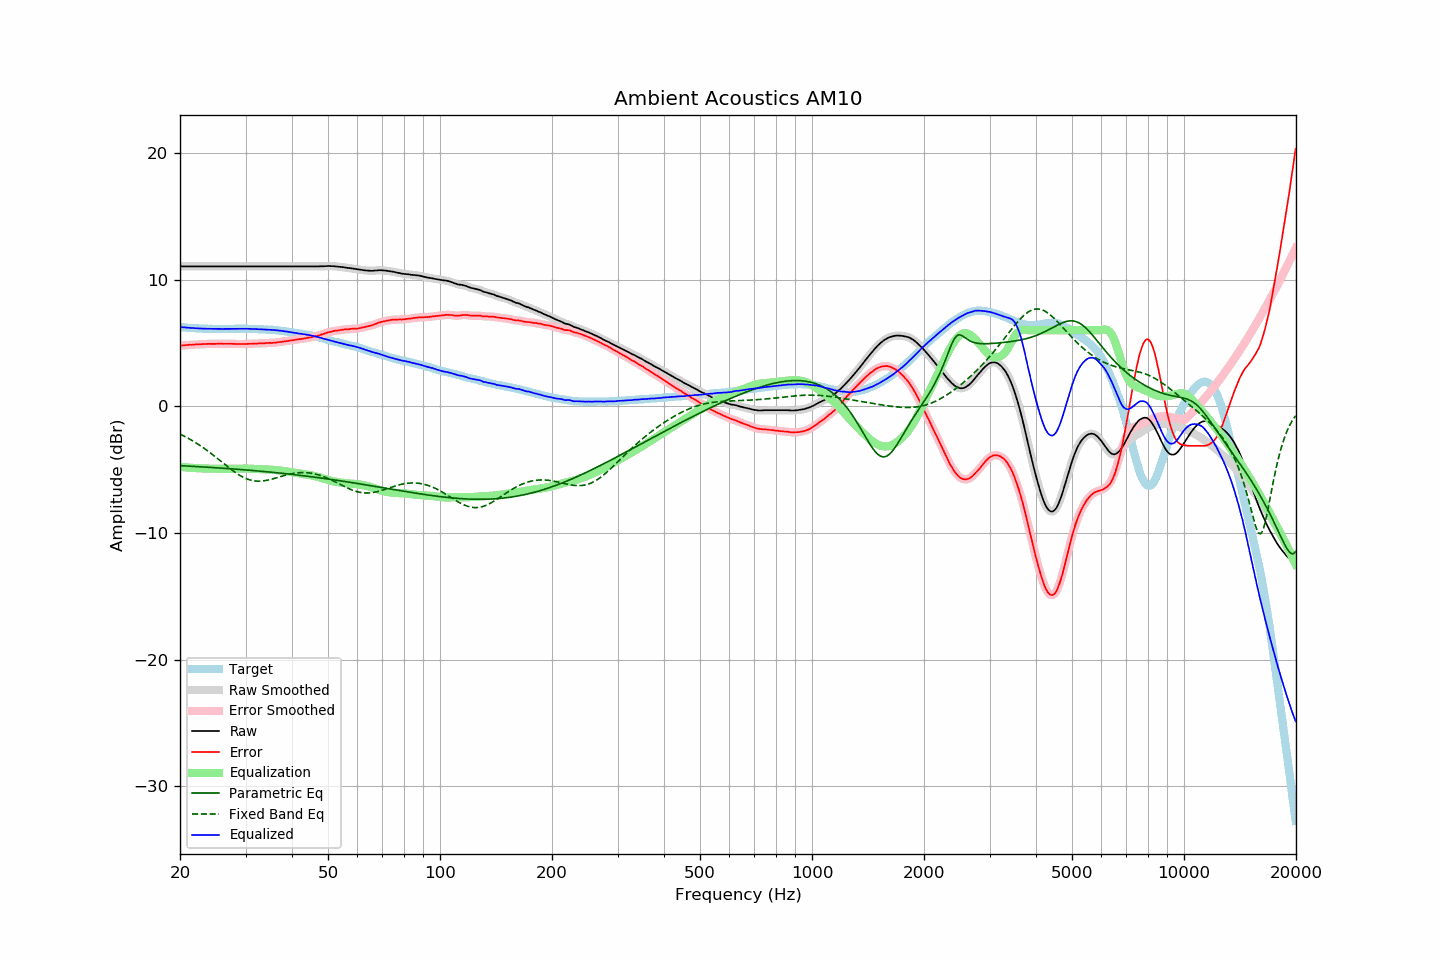 Ambient Acoustics AM10
Amplitude (dBr)
20
10
0
−10
−20
−30
Target
Raw Smoothed
Error Smoothed
Raw
Error
Equalization
Parametric Eq
Fixed Band Eq
Equalized
20 50 100 200 500 1000 2000 5000 10000 20000
Frequency (Hz)